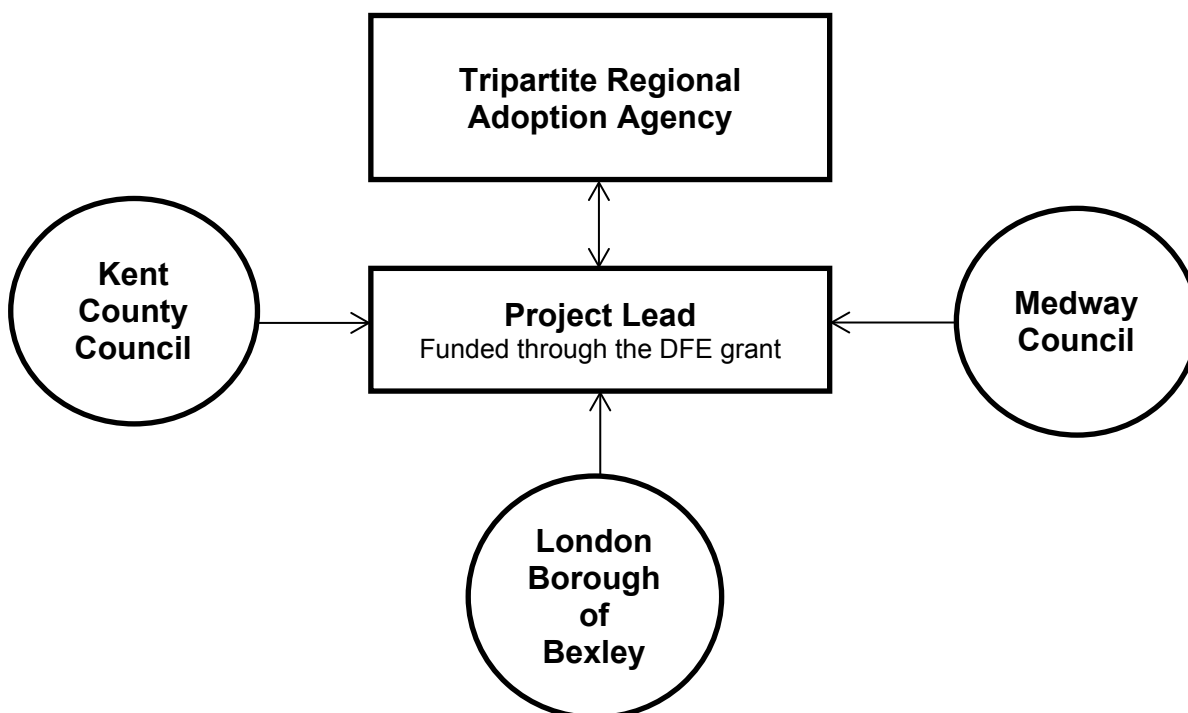 Tripartite Regional
Adoption Agency
Kent
County
Council
Project Lead
Funded through the DFE grant
Medway
Council
London
Borough
of
Bexley